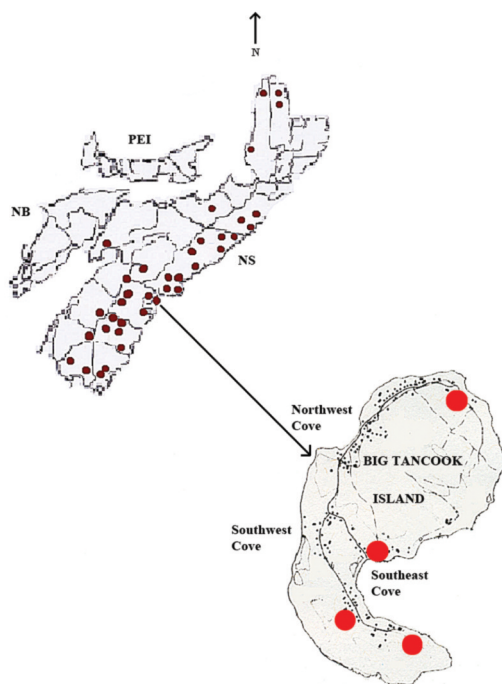 N
PEI
NB
NS
Northwest
Cove
BIG TANCOOK
ISLAND
Southwest
Cove
Southeast
Cove